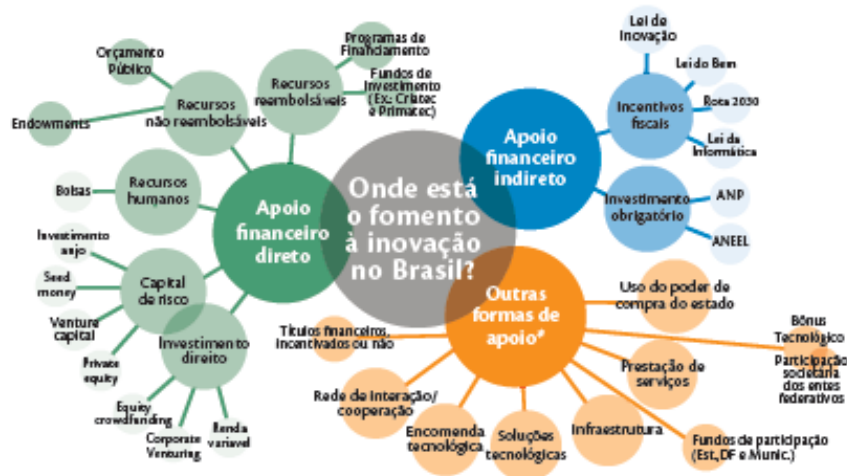 Onde está
o fomento
à inovação
no Brasil?
Apoio
financeiro
direto
Recursos
não reembolsáveis
Orçamento
Público
Endowments
Recursos
reembolsáveis
Programas de
Financiamento
Fundos de
Investimento
(Ex.: Criatec
e Primatec)
Recursos
humanos
Bolsas
Capital
de risco
Investimento
anjo
Seed
money
Venture
capital
Private
equity
Investimento
direito
Equity
crowdfunding
Corporate
Venturing
Renda
variavel
Apoio
financeiro
indireto
Incentivos
fiscais
Lei de
Inovação
Lei do Bem
Rota 2030
Lei da
Informática
Investimento
obrigatório
ANP
ANEEL
Outras
formas de
apoio*
Uso do poder de
compra do estado
Bônus
Tecnológico
Participação
societária
dos entes
federativos
Prestação de
serviços
Fundos de participação
(Est.,DF e Munic.)
Infraestrutura
Soluções
tecnológicas
Encomenda
tecnológica
Rede de interação/
cooperação
Títulos financeiros,
incentivados ou não